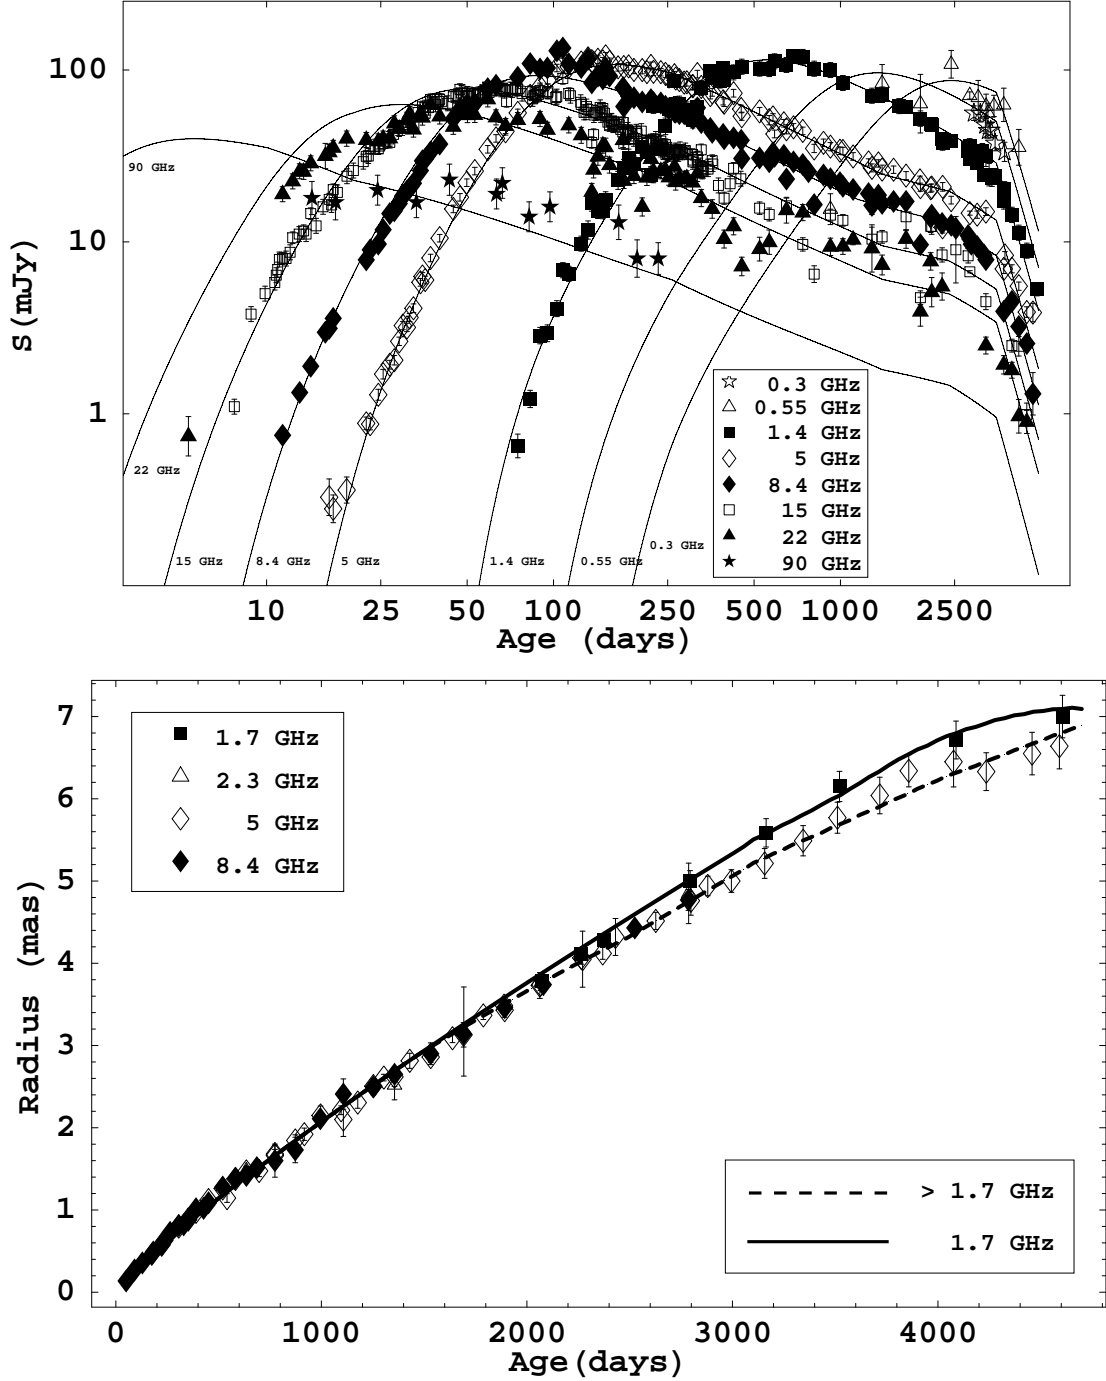 100
10
1
S(mJy)
90 GHz
22 GHz
15 GHz
8.4 GHz
5 GHz
1.4 GHz
0.55 GHz
0.3 GHz
0.3 GHz
0.55 GHz
1.4 GHz
5 GHz
8.4 GHz
15 GHz
22 GHz
90 GHz
10 25 50 100 250 500 1000 2500
Age (days)
7
6
5
4
3
2
1
0
Radius (mas)
1.7 GHz
2.3 GHz
5 GHz
8.4 GHz
> 1.7 GHz
1.7 GHz
0 1000 2000 3000 4000
Age(days)